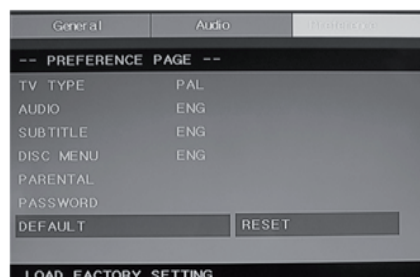 General Audio Preference
-- PREFERENCE PAGE --
TV TYPE PAL
AUDIO ENG
SUBTITLE ENG
DISC MENU ENG
PARENTAL
PASSWORD
DEFAULT RESET
LOAD FACTORY SETTING